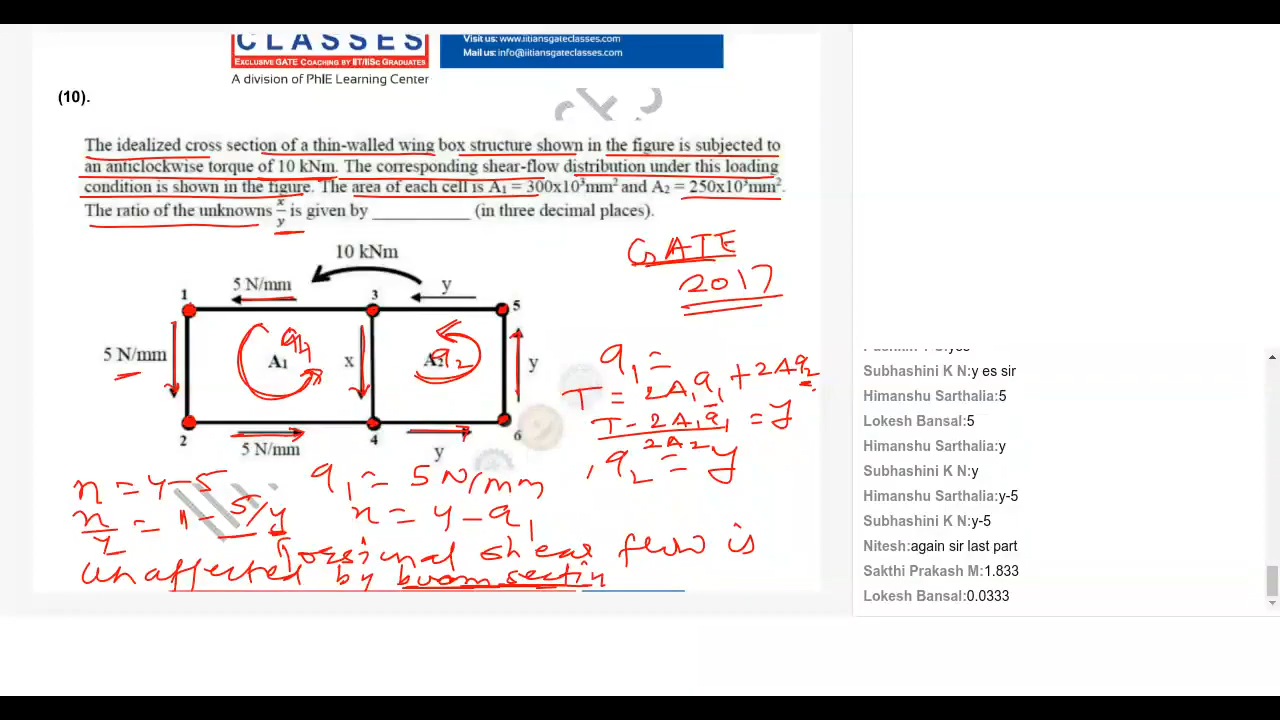 CLASSES
EXCLUSIVE GATE COACHING BY IIT/IISc GRADUATES
A division of PhIE Learning Center
Visit us: www.iitiansgateclasses.com
Mail us: info@iitiansgateclasses.com
(10).
The idealized cross section of a thin-walled wing box structure shown in the figure is subjected to
an anticlockwise torque of 10 kNm. The corresponding shear-flow distribution under this loading
condition is shown in the figure. The area of each cell is A₁ = 300x10³mm² and A₂ = 250x10³mm².
The ratio of the unknowns x/y is given by __________ (in three decimal places).
GATE
2017
10 kNm
5 N/mm
y
1
3
5
5 N/mm
A₁
q₁
x
A₂
q₂
y
2
4
6
5 N/mm
y
q₁ =
T = 2A₁q₁ + 2Aq₂
T - 2A₁q₁ / 2A₂ = y
, q₂ = y
n = y - 5
q₁ = 5 N/mm
n/y = 1 - 5/y
n = y - q₁
Torsional shear flow is
unaffected by boom section
Subhashini K N:y es sir
Himanshu Sarthalia:5
Lokesh Bansal:5
Himanshu Sarthalia:y
Subhashini K N:y
Himanshu Sarthalia:y-5
Subhashini K N:y-5
Nitesh:again sir last part
Sakthi Prakash M:1.833
Lokesh Bansal:0.0333